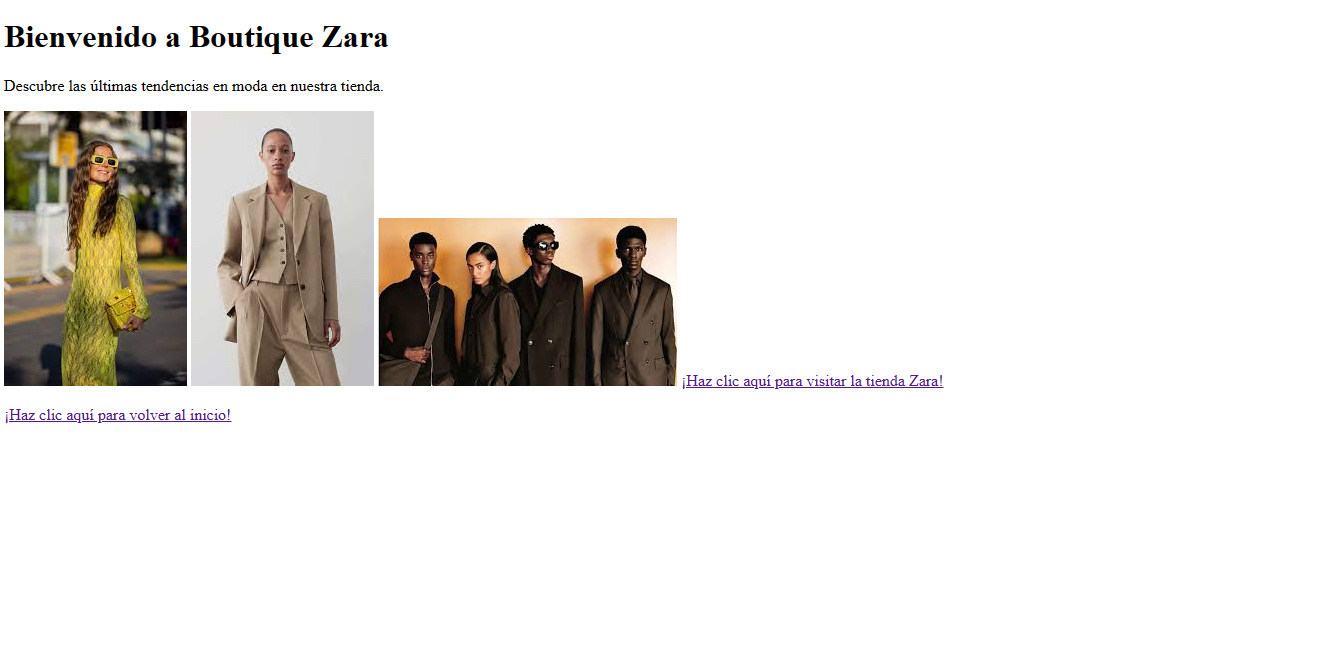 Bienvenido a Boutique Zara
Descubre las últimas tendencias en moda en nuestra tienda.
¡Haz clic aquí para visitar la tienda Zara!
¡Haz clic aquí para volver al inicio!